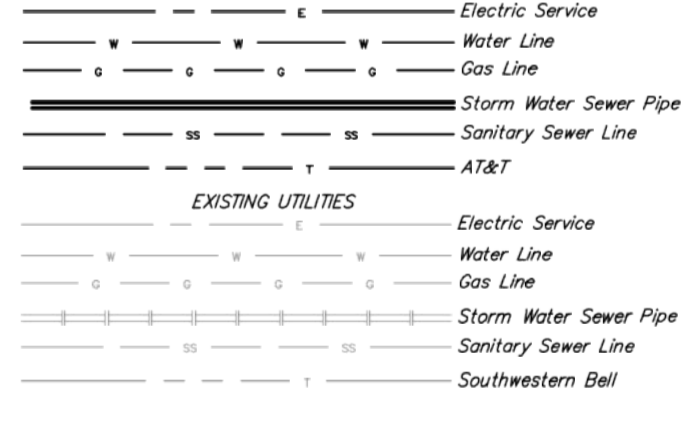 E Electric Service
W W W Water Line
G G G G Gas Line
Storm Water Sewer Pipe
SS SS Sanitary Sewer Line
T AT&T
EXISTING UTILITIES
E Electric Service
W W W Water Line
G G G G Gas Line
Storm Water Sewer Pipe
SS SS Sanitary Sewer Line
T Southwestern Bell